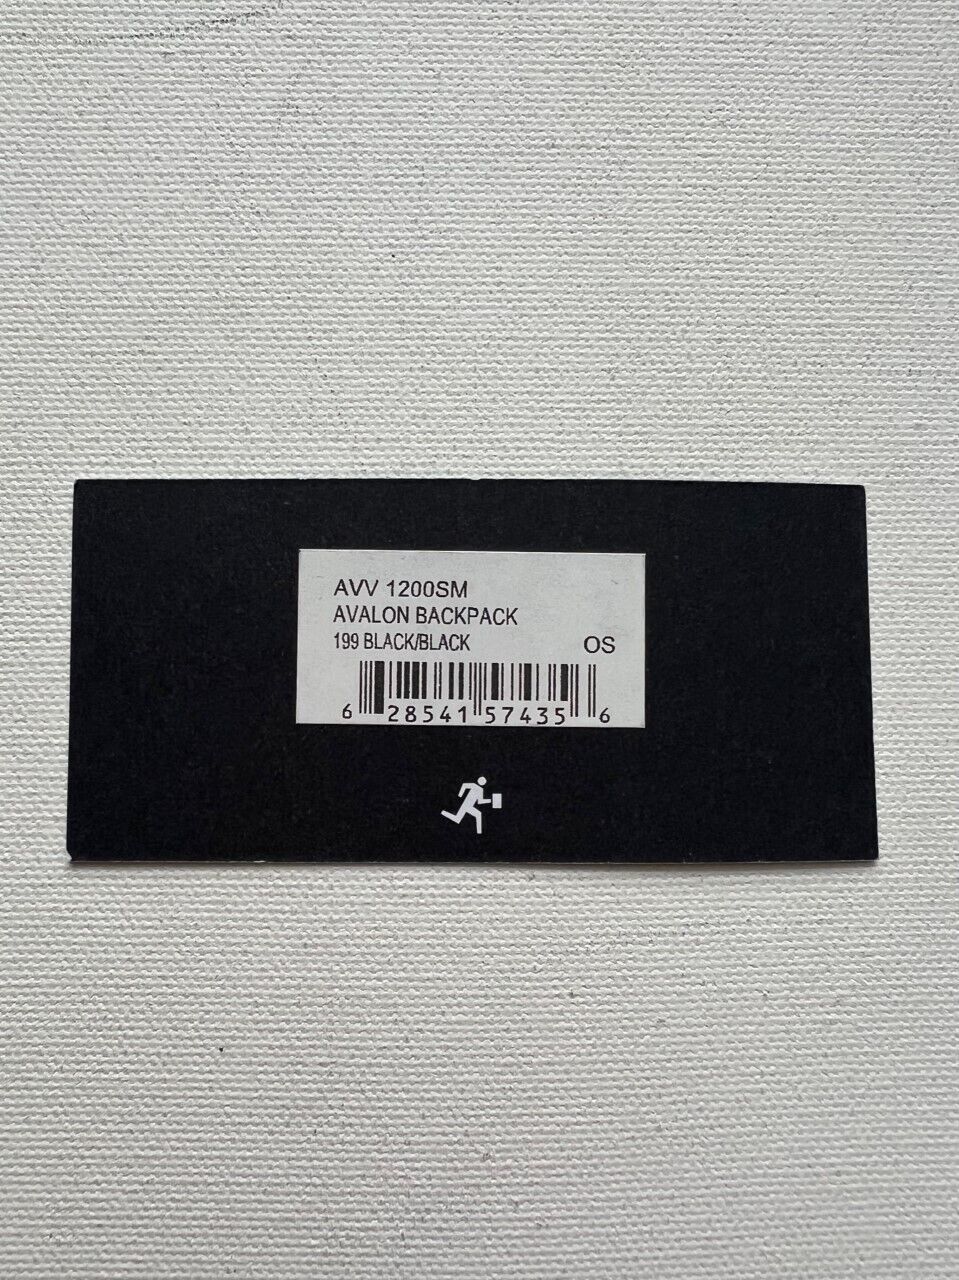 AVV 1200SM
AVALON BACKPACK
199 BLACK/BLACK OS
6 28541 57435 6